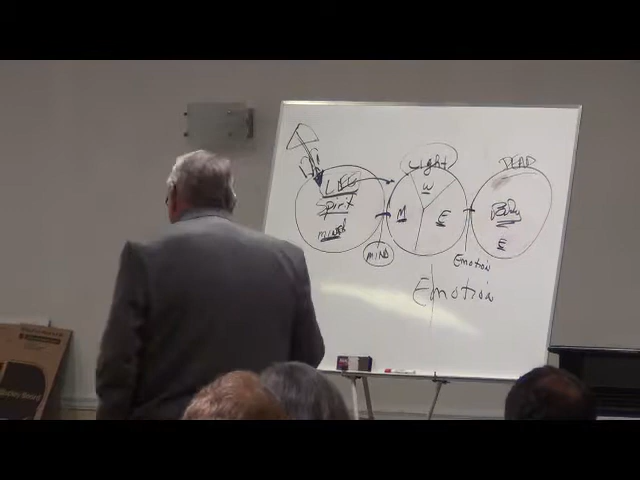 Light
DEAD
LIFE
W
Spirit
M
E
Body
MIND
E
MIND
Emotion
Emotion